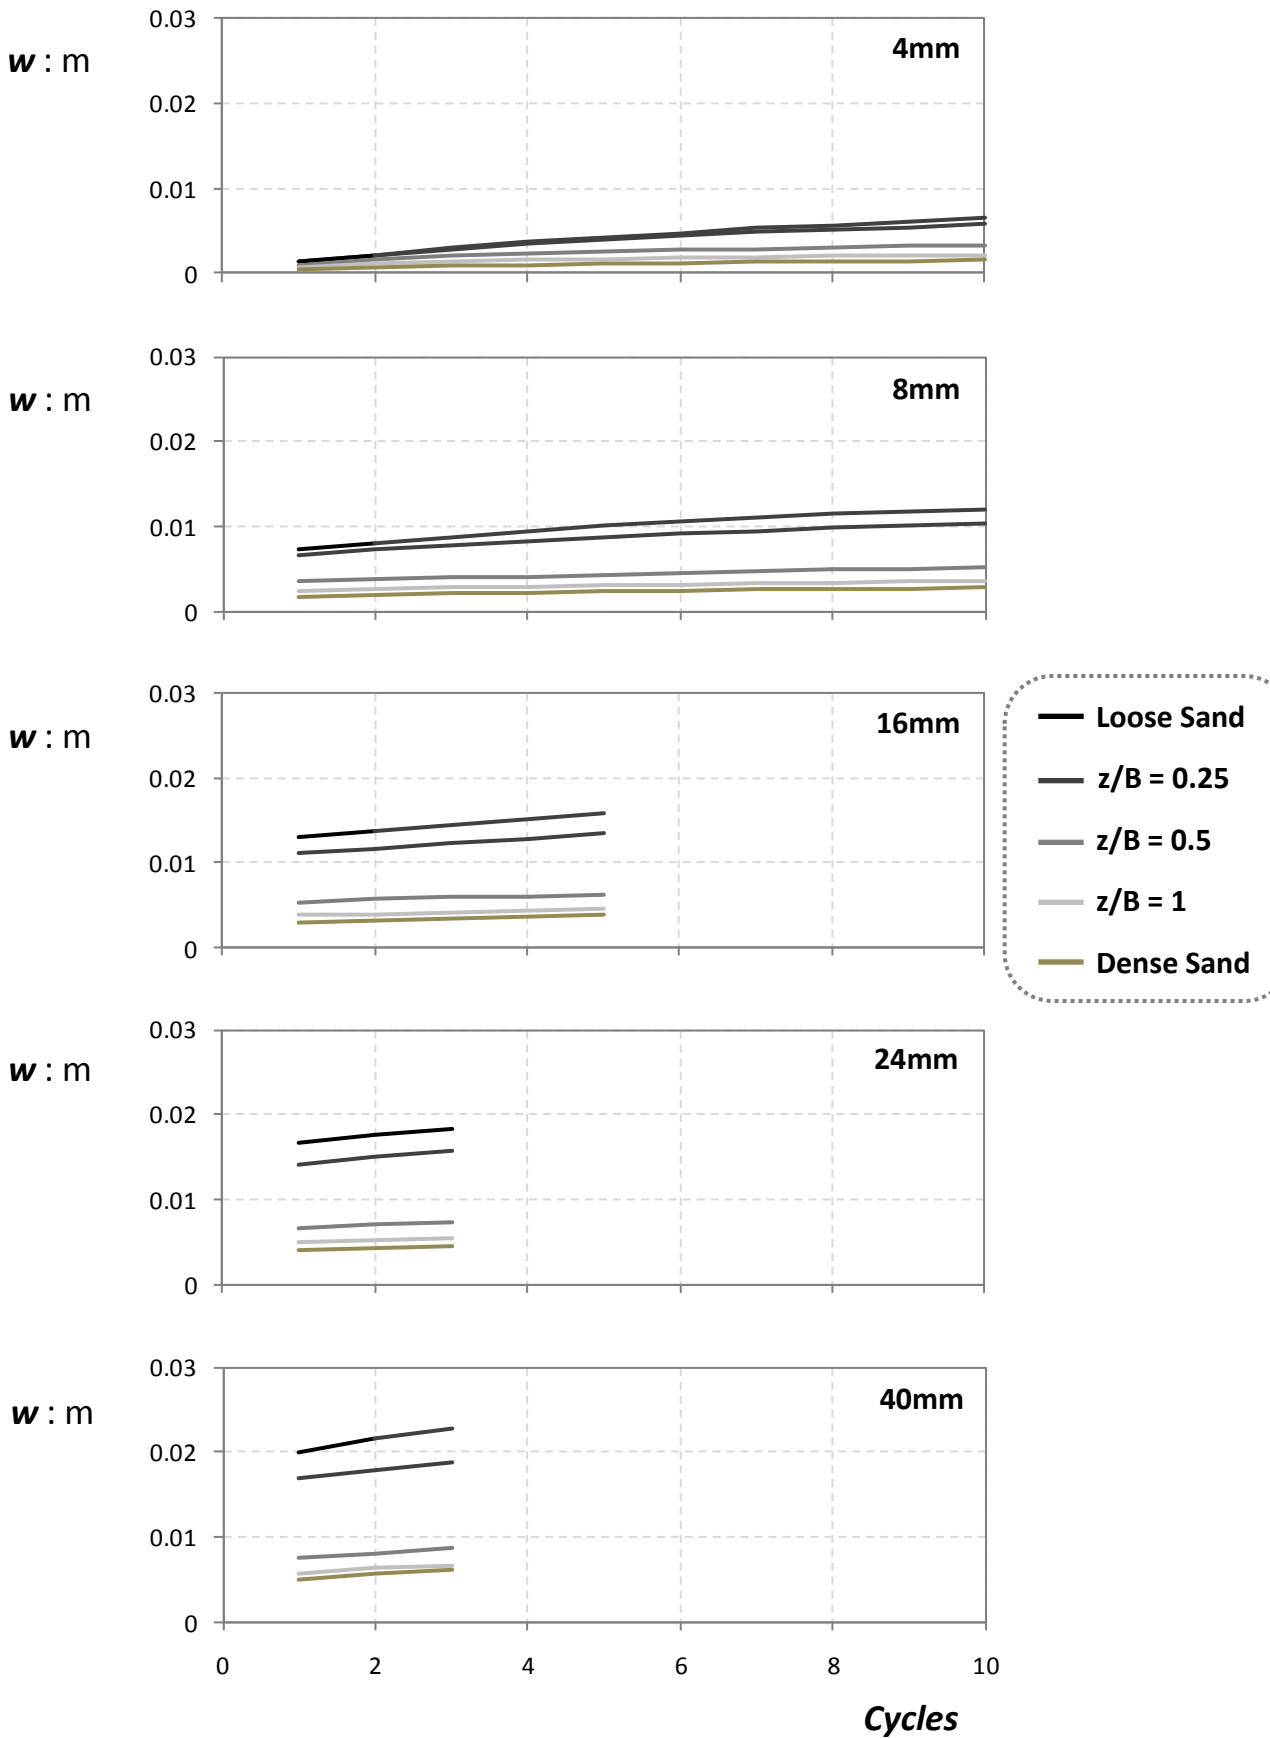 0.03
4mm
w : m
0.02
0.01
0
0.03
8mm
w : m
0.02
0.01
0
0.03
16mm
w : m
0.02
0.01
0
Loose Sand
z/B = 0.25
z/B = 0.5
z/B = 1
Dense Sand
0.03
24mm
w : m
0.02
0.01
0
0.03
40mm
w : m
0.02
0.01
0
0 2 4 6 8 10
Cycles